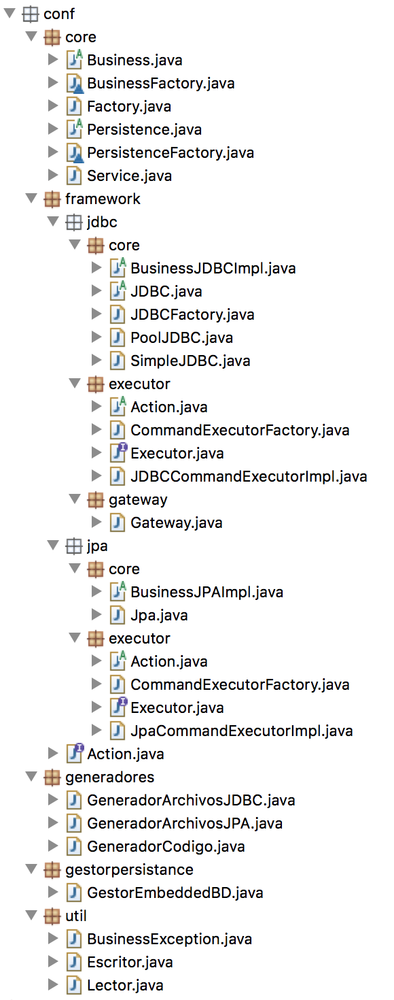 conf
core
Business.java
BusinessFactory.java
Factory.java
Persistence.java
PersistenceFactory.java
Service.java
framework
jdbc
core
BusinessJDBCImpl.java
JDBC.java
JDBCFactory.java
PoolJDBC.java
SimpleJDBC.java
executor
Action.java
CommandExecutorFactory.java
Executor.java
JDBCCommandExecutorImpl.java
gateway
Gateway.java
jpa
core
BusinessJPAImpl.java
Jpa.java
executor
Action.java
CommandExecutorFactory.java
Executor.java
JpaCommandExecutorImpl.java
Action.java
generadores
GeneradorArchivosJDBC.java
GeneradorArchivosJPA.java
GeneradorCodigo.java
gestorpersistance
GestorEmbeddedBD.java
util
BusinessException.java
Escritor.java
Lector.java